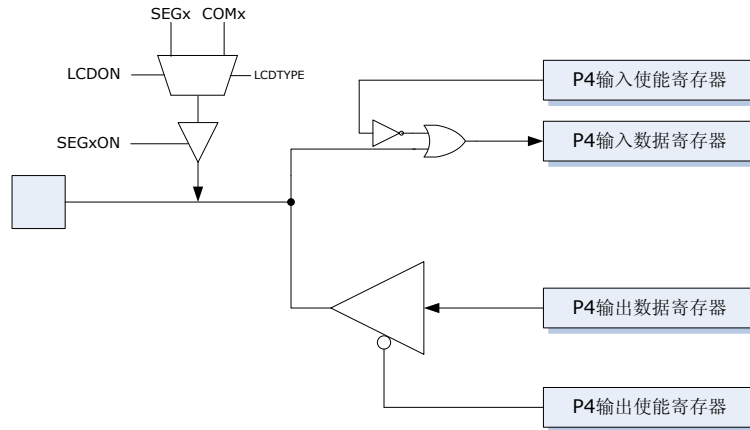 SEGx COMx
LCDON
LCDTYPE
SEGxON
P4输入使能寄存器
P4输入数据寄存器
P4输出数据寄存器
P4输出使能寄存器